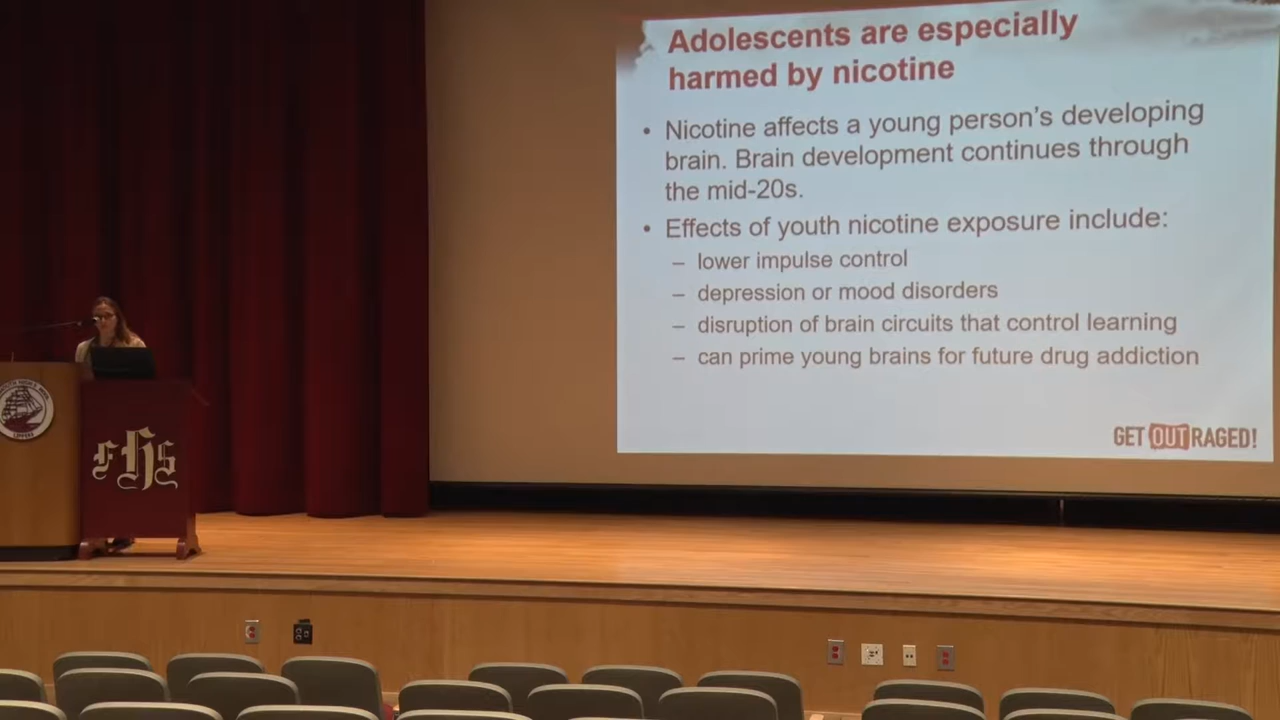 Adolescents are especially
harmed by nicotine
• Nicotine affects a young person's developing
brain. Brain development continues through
the mid-20s.
• Effects of youth nicotine exposure include:
– lower impulse control
– depression or mood disorders
– disruption of brain circuits that control learning
– can prime young brains for future drug addiction
GET OUTRAGED!
FHS